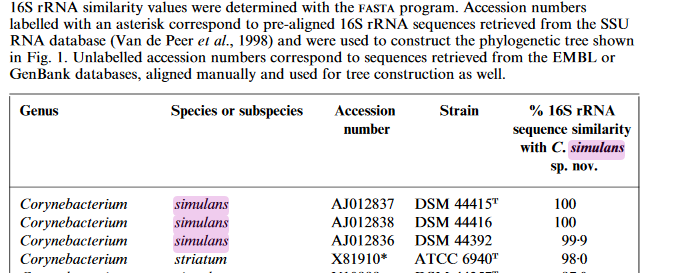 16S rRNA similarity values were determined with the FASTA program. Accession numbers
labelled with an asterisk correspond to pre-aligned 16S rRNA sequences retrieved from the SSU
RNA database (Van de Peer et al., 1998) and were used to construct the phylogenetic tree shown
in Fig. 1. Unlabelled accession numbers correspond to sequences retrieved from the EMBL or
GenBank databases, aligned manually and used for tree construction as well.
Genus Species or subspecies Accession number Strain % 16S rRNA sequence similarity with C. simulans sp. nov.
Corynebacterium simulans AJ012837 DSM 44415ᵀ 100
Corynebacterium simulans AJ012838 DSM 44416 100
Corynebacterium simulans AJ012836 DSM 44392 99·9
Corynebacterium striatum X81910* ATCC 6940ᵀ 98·0